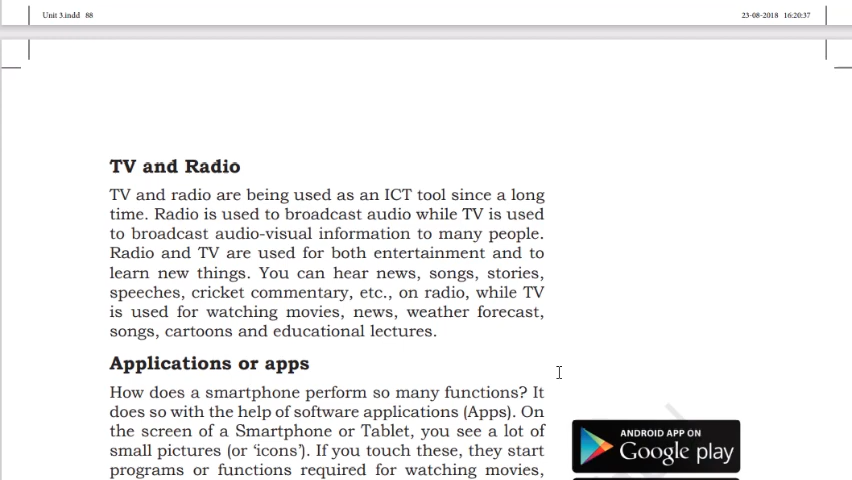 Unit 3.indd 88
23-08-2018 16:20:37
TV and Radio
TV and radio are being used as an ICT tool since a long
time. Radio is used to broadcast audio while TV is used
to broadcast audio-visual information to many people.
Radio and TV are used for both entertainment and to
learn new things. You can hear news, songs, stories,
speeches, cricket commentary, etc., on radio, while TV
is used for watching movies, news, weather forecast,
songs, cartoons and educational lectures.
Applications or apps
How does a smartphone perform so many functions? It
does so with the help of software applications (Apps). On
the screen of a Smartphone or Tablet, you see a lot of
small pictures (or ‘icons’). If you touch these, they start
programs or functions required for watching movies,
ANDROID APP ON
Google play